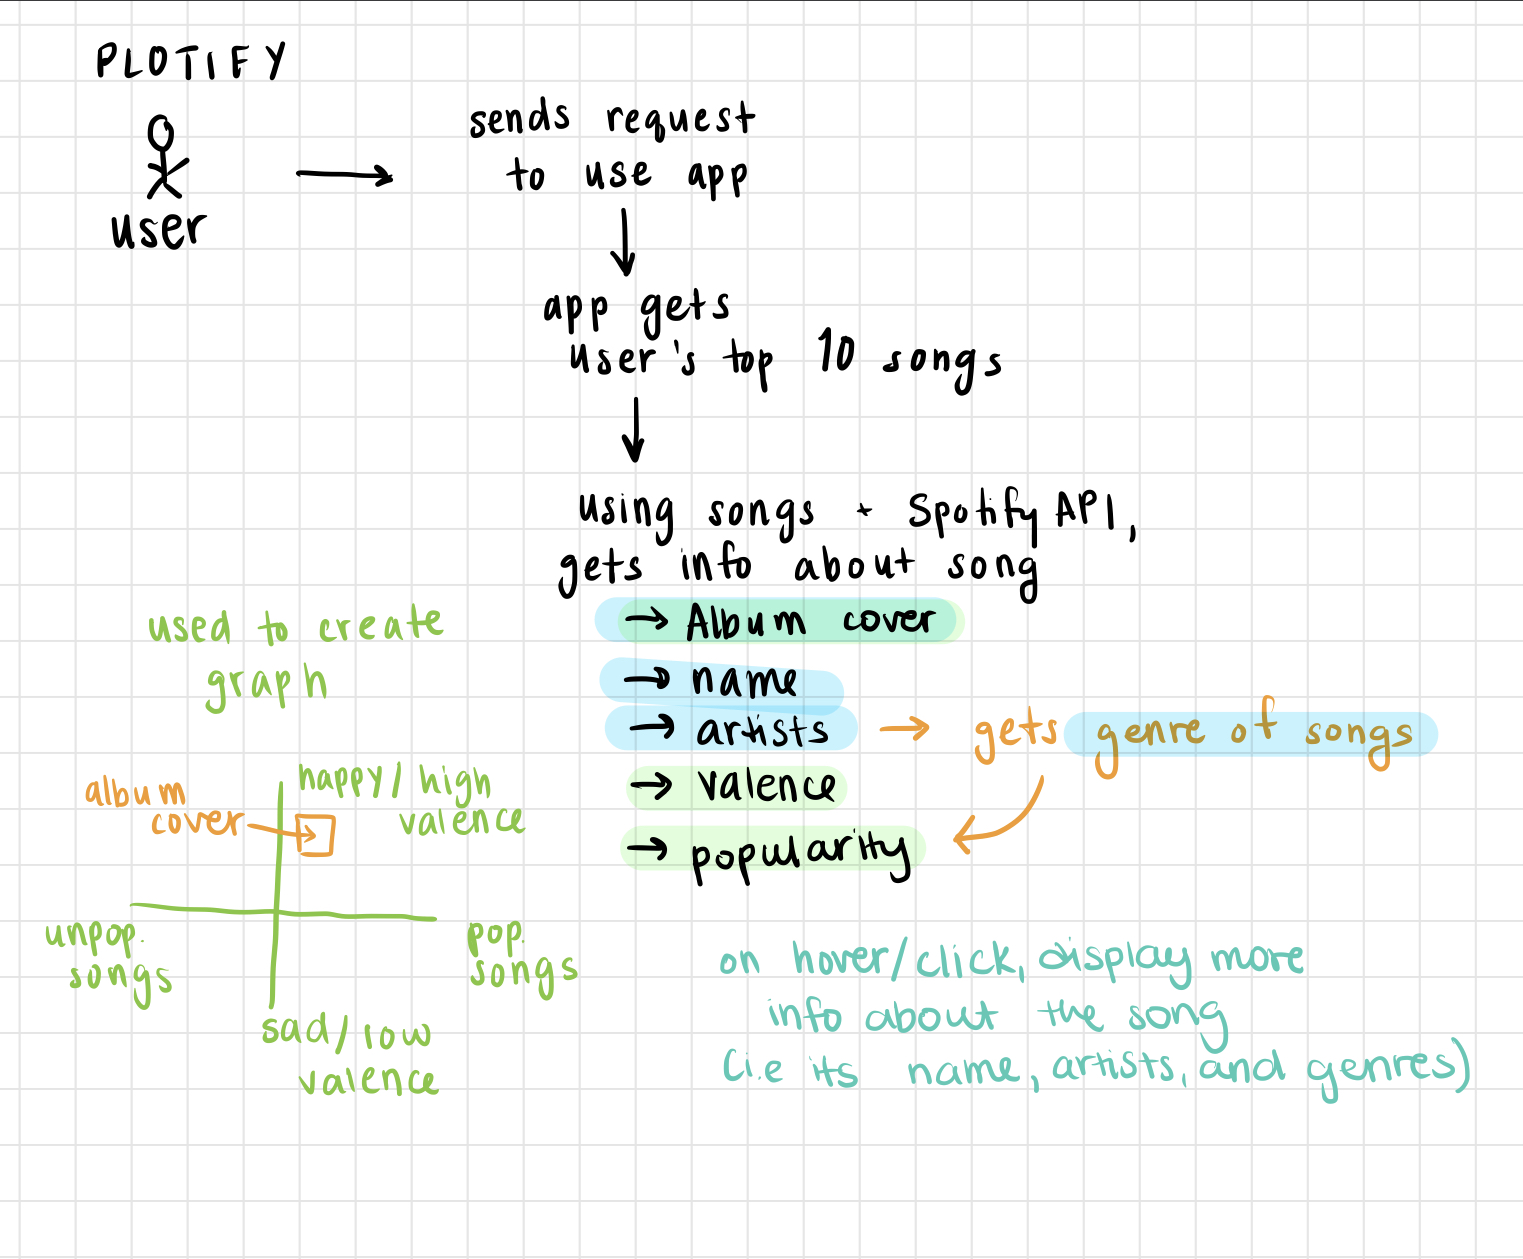 PLOTIFY
user
sends request
to use app
app gets
user's top 10 songs
using songs + Spotify API,
gets info about song
→ Album cover
→ name
→ artists → gets genre of songs
→ valence
→ popularity
used to create
graph
album
cover
happy/high
valence
unpop.
songs
pop.
songs
sad/low
valence
on hover/click, display more
info about the song
(i.e its name, artists, and genres)